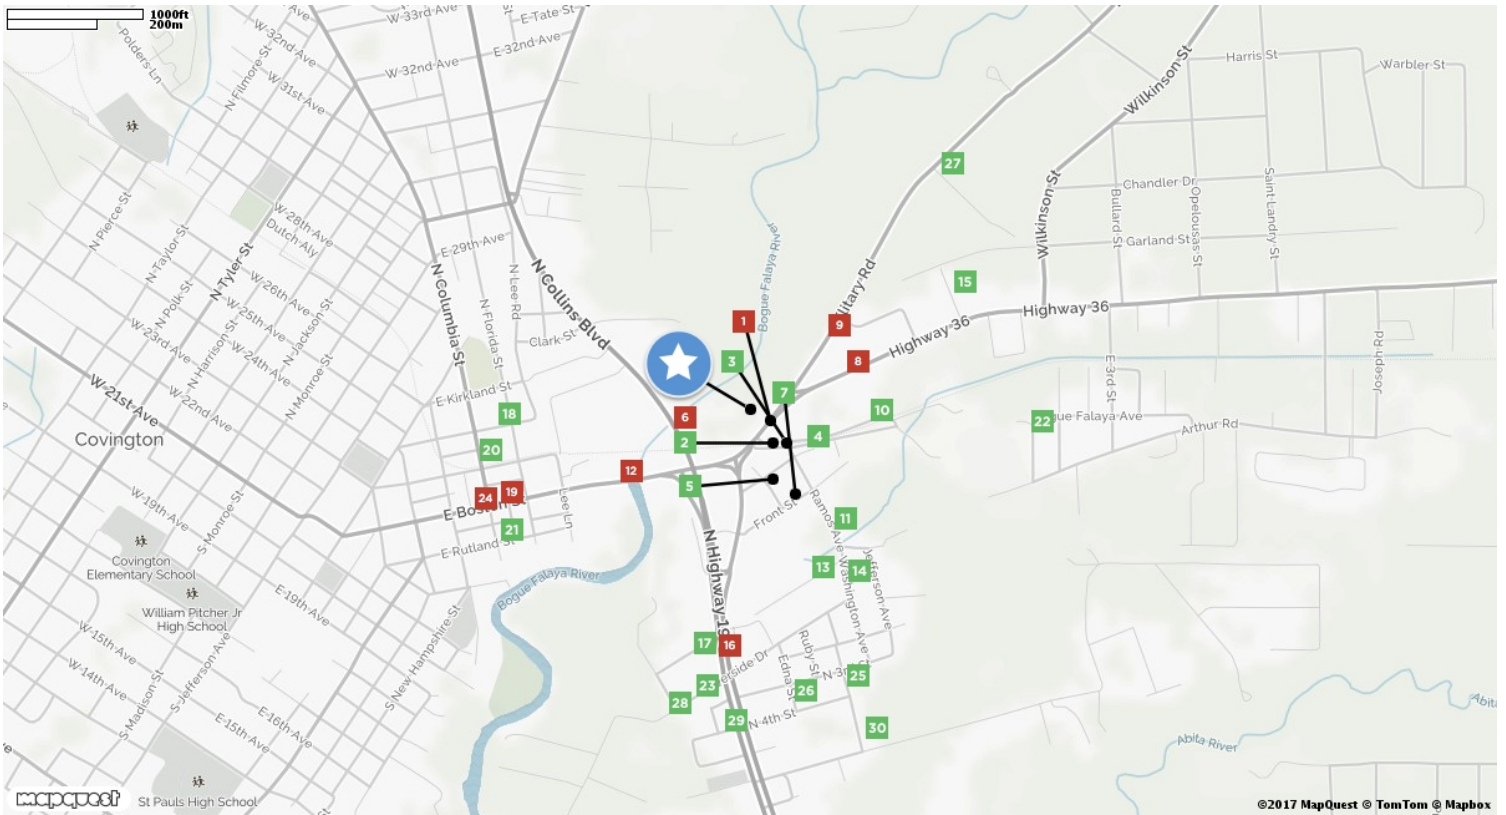 1000ft
200m
W 33rd Ave
E Tate St
W 32nd Ave
E 32nd Ave
Polders Ln
N Filmore St
W 32nd Ave
W 31st Ave
Harris St
Warbler St
Wilkinson St
27
N Pierce St
W 28th Ave
Dutch Aly
N Taylor St
N Tyler St
E 29th Ave
Chandler Dr
Bullard St
Opelousas St
Saint Landry St
Wilkinson St
Garland St
N Polk St
W 26th Ave
W 25th Ave
W 24th Ave
W 23rd Ave
W 22nd Ave
N Harrison St
N Jackson St
N Monroe St
N Columbia St
N Florida St
N Lee Rd
N Collins Blvd
Bogue Falaya River
15
Military Rd
Highway 36
Highway 36
Clark St
1
9
3
8
7
E Kirkland St
W 21st Ave
Covington
18
6
10
2
4
22
gue Falaya Ave
Arthur Rd
E 3rd St
Joseph Rd
20
12
24
19
5
E Boston St
Lee Ln
21
E Rutland St
W 19th Ave
S Monroe St
Front St
Ramos Ave
11
13
14
Jefferson Ave
Washington Ave
Covington
Elementary School
William Pitcher Jr
High School
E 19th Ave
Bogue Falaya River
N Highway 19
W 15th Ave
W 14th Ave
S Jefferson Ave
S Madison St
S New Hampshire St
E 16th Ave
E 15th Ave
17
16
erside Dr
Ruby St
Edna St
N 3rd St
25
23
26
28
29
N 4th St
30
Abita River
Abita
mapquest
St Pauls High School
©2017 MapQuest © TomTom © Mapbox